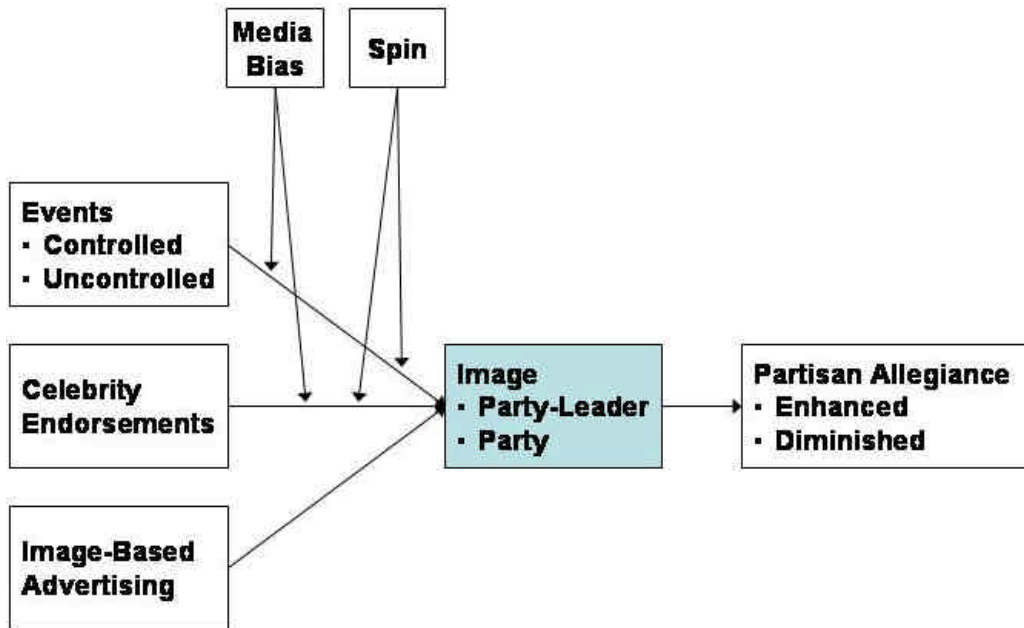 Media
Bias
Spin
Events
▪ Controlled
▪ Uncontrolled
Celebrity
Endorsements
Image
▪ Party-Leader
▪ Party
Partisan Allegiance
▪ Enhanced
▪ Diminished
Image-Based
Advertising